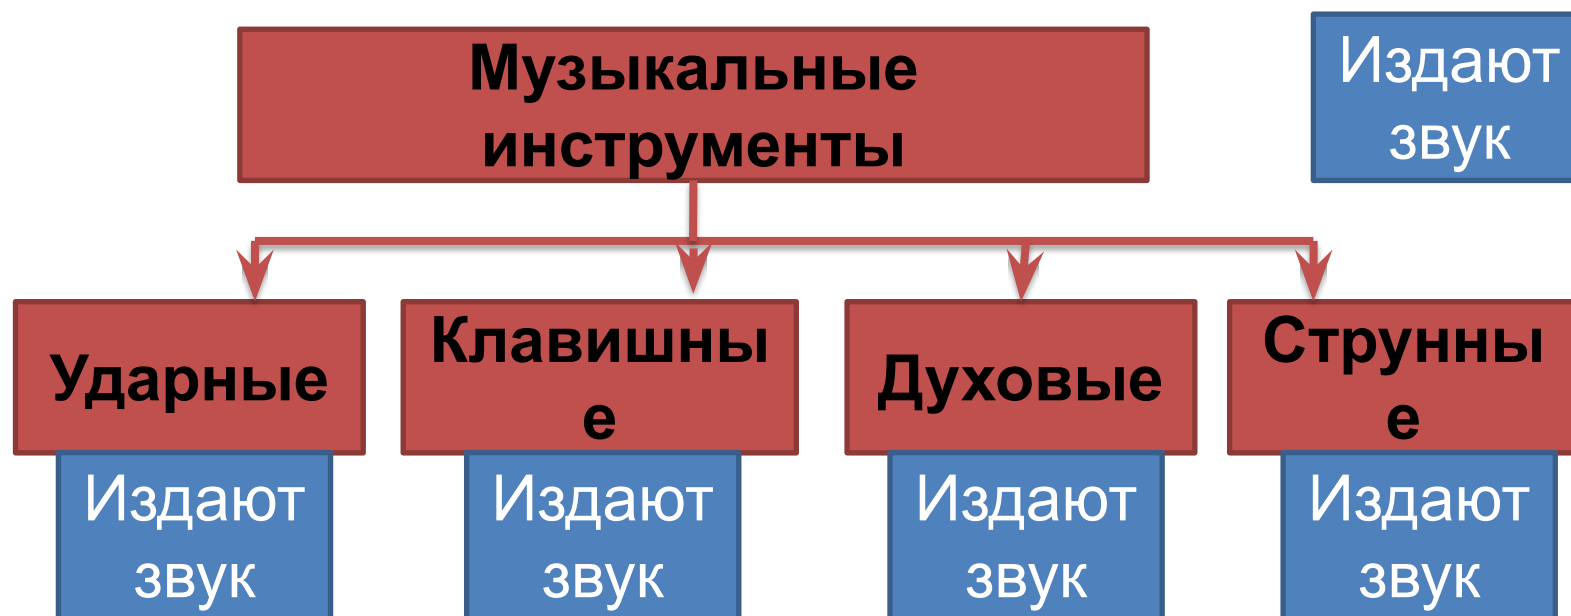 Музыкальные
инструменты
Издают
звук
Ударные
Клавишны
е
Духовые
Струнны
е
Издают
звук
Издают
звук
Издают
звук
Издают
звук